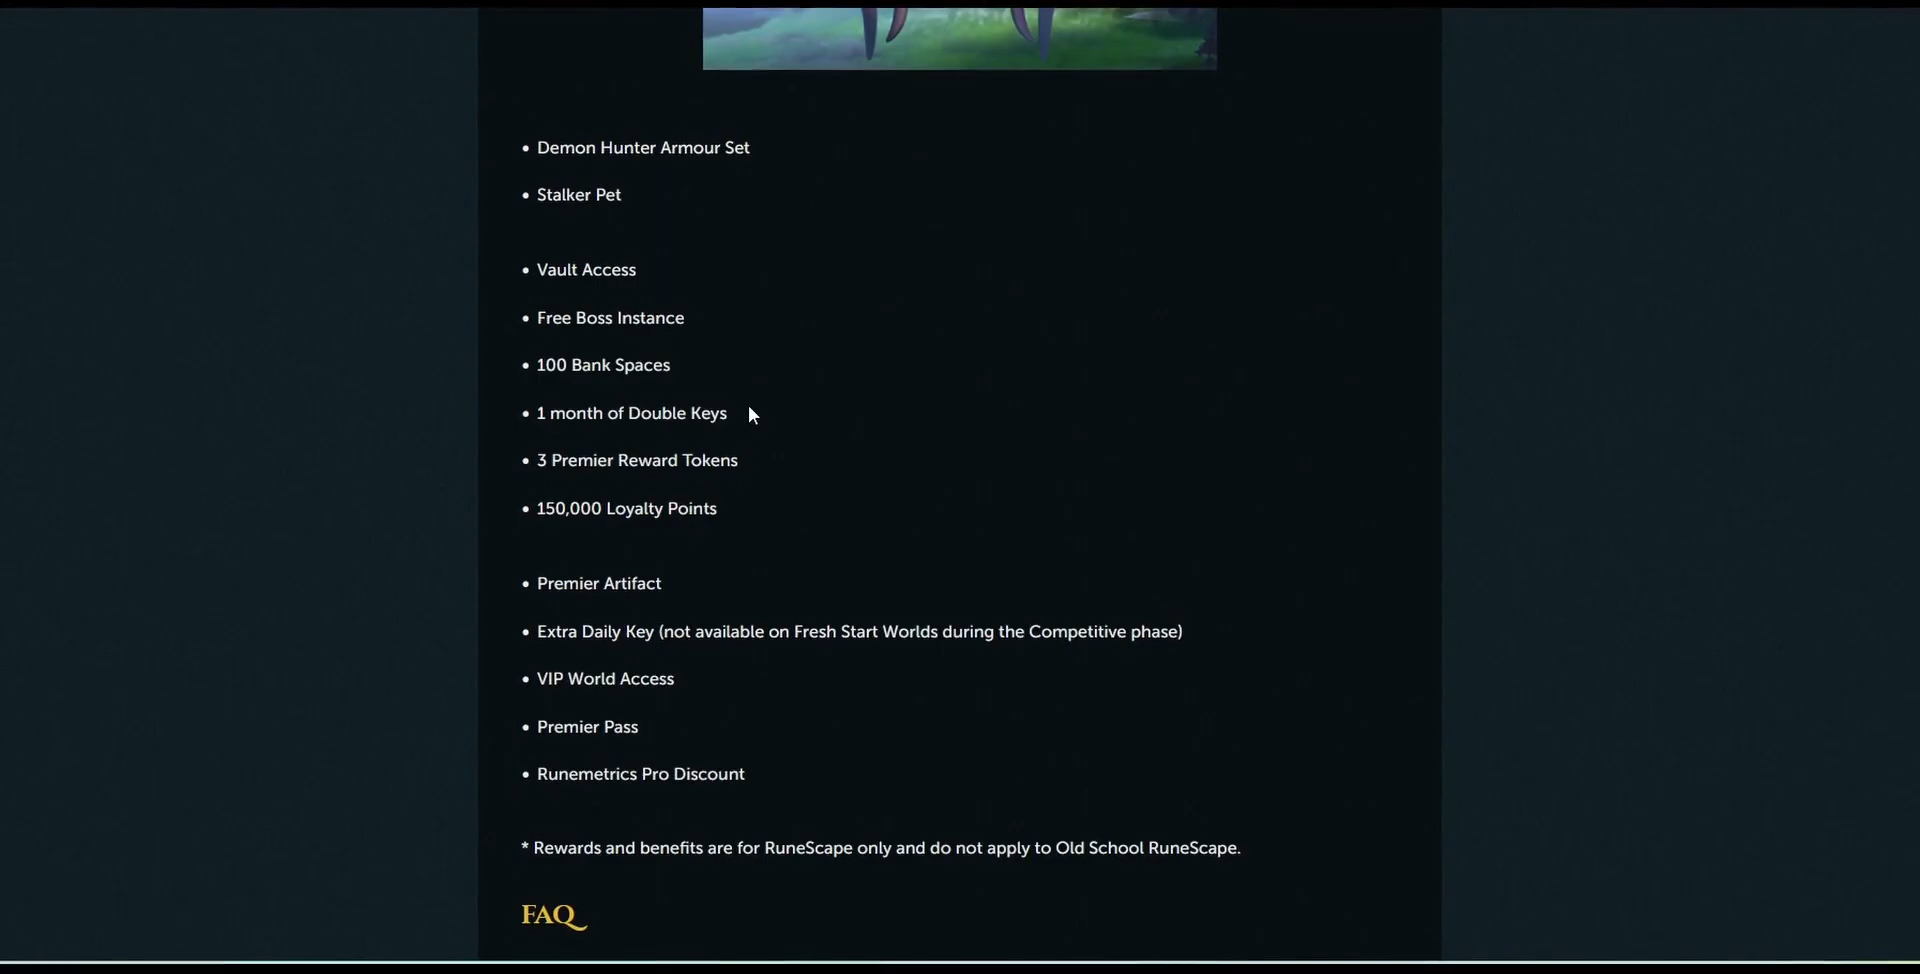 • Demon Hunter Armour Set
• Stalker Pet
• Vault Access
• Free Boss Instance
• 100 Bank Spaces
• 1 month of Double Keys
• 3 Premier Reward Tokens
• 150,000 Loyalty Points
• Premier Artifact
• Extra Daily Key (not available on Fresh Start Worlds during the Competitive phase)
• VIP World Access
• Premier Pass
• Runemetrics Pro Discount
* Rewards and benefits are for RuneScape only and do not apply to Old School RuneScape.
FAQ